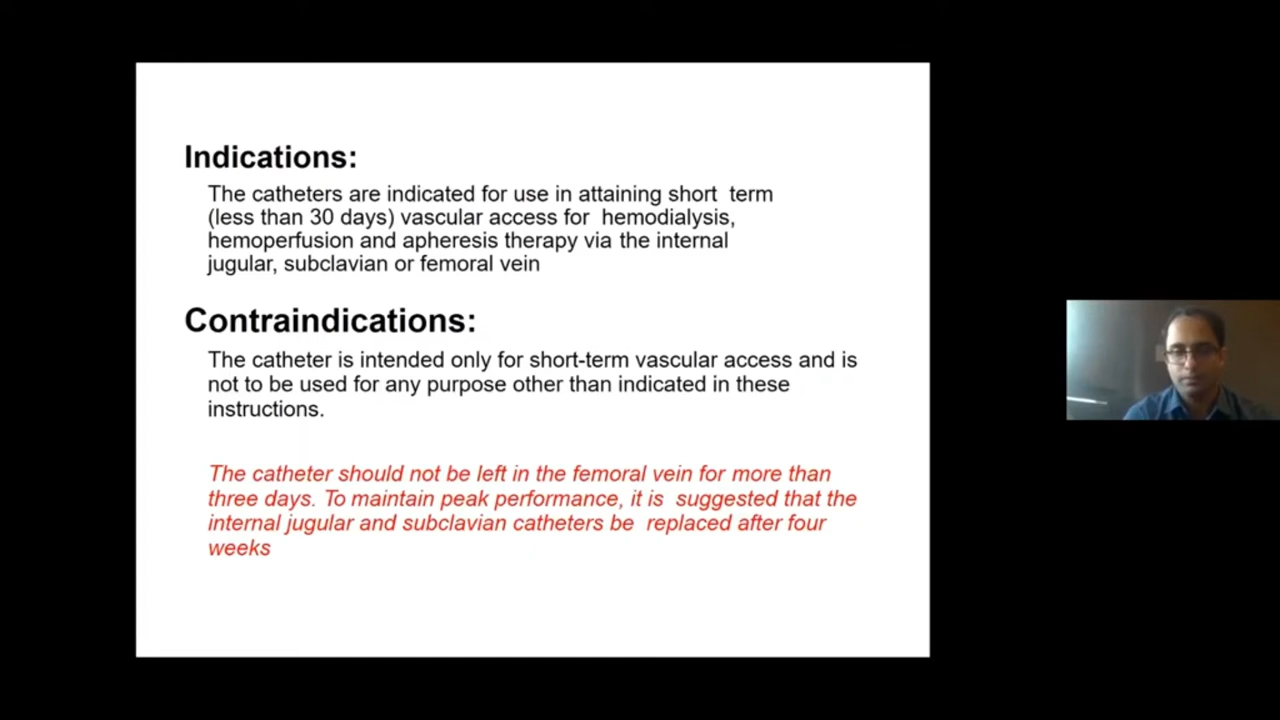 Indications:
The catheters are indicated for use in attaining short term
(less than 30 days) vascular access for hemodialysis,
hemoperfusion and apheresis therapy via the internal
jugular, subclavian or femoral vein
Contraindications:
The catheter is intended only for short-term vascular access and is
not to be used for any purpose other than indicated in these
instructions.
The catheter should not be left in the femoral vein for more than
three days. To maintain peak performance, it is suggested that the
internal jugular and subclavian catheters be replaced after four
weeks